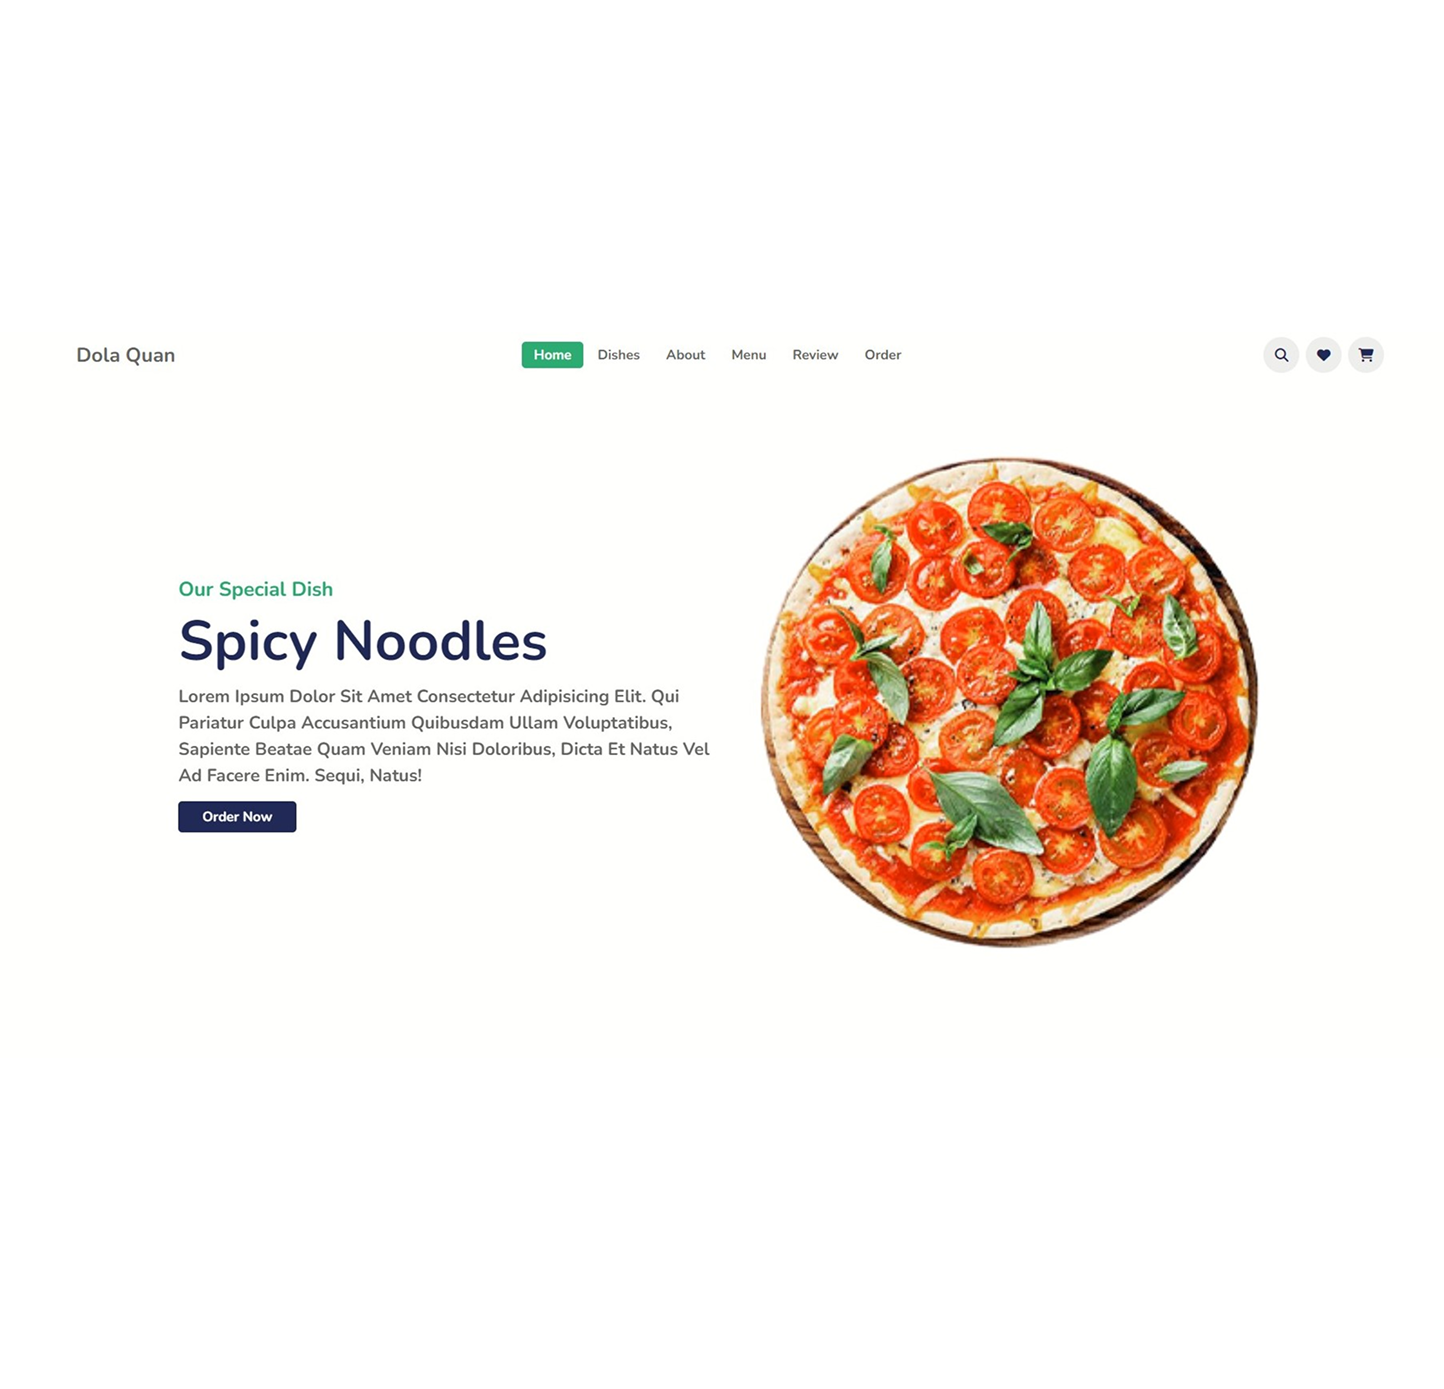 Dola Quan
Home Dishes About Menu Review Order
Our Special Dish
Spicy Noodles
Lorem Ipsum Dolor Sit Amet Consectetur Adipisicing Elit. Qui
Pariatur Culpa Accusantium Quibusdam Ullam Voluptatibus,
Sapiente Beatae Quam Veniam Nisi Doloribus, Dicta Et Natus Vel
Ad Facere Enim. Sequi, Natus!
Order Now